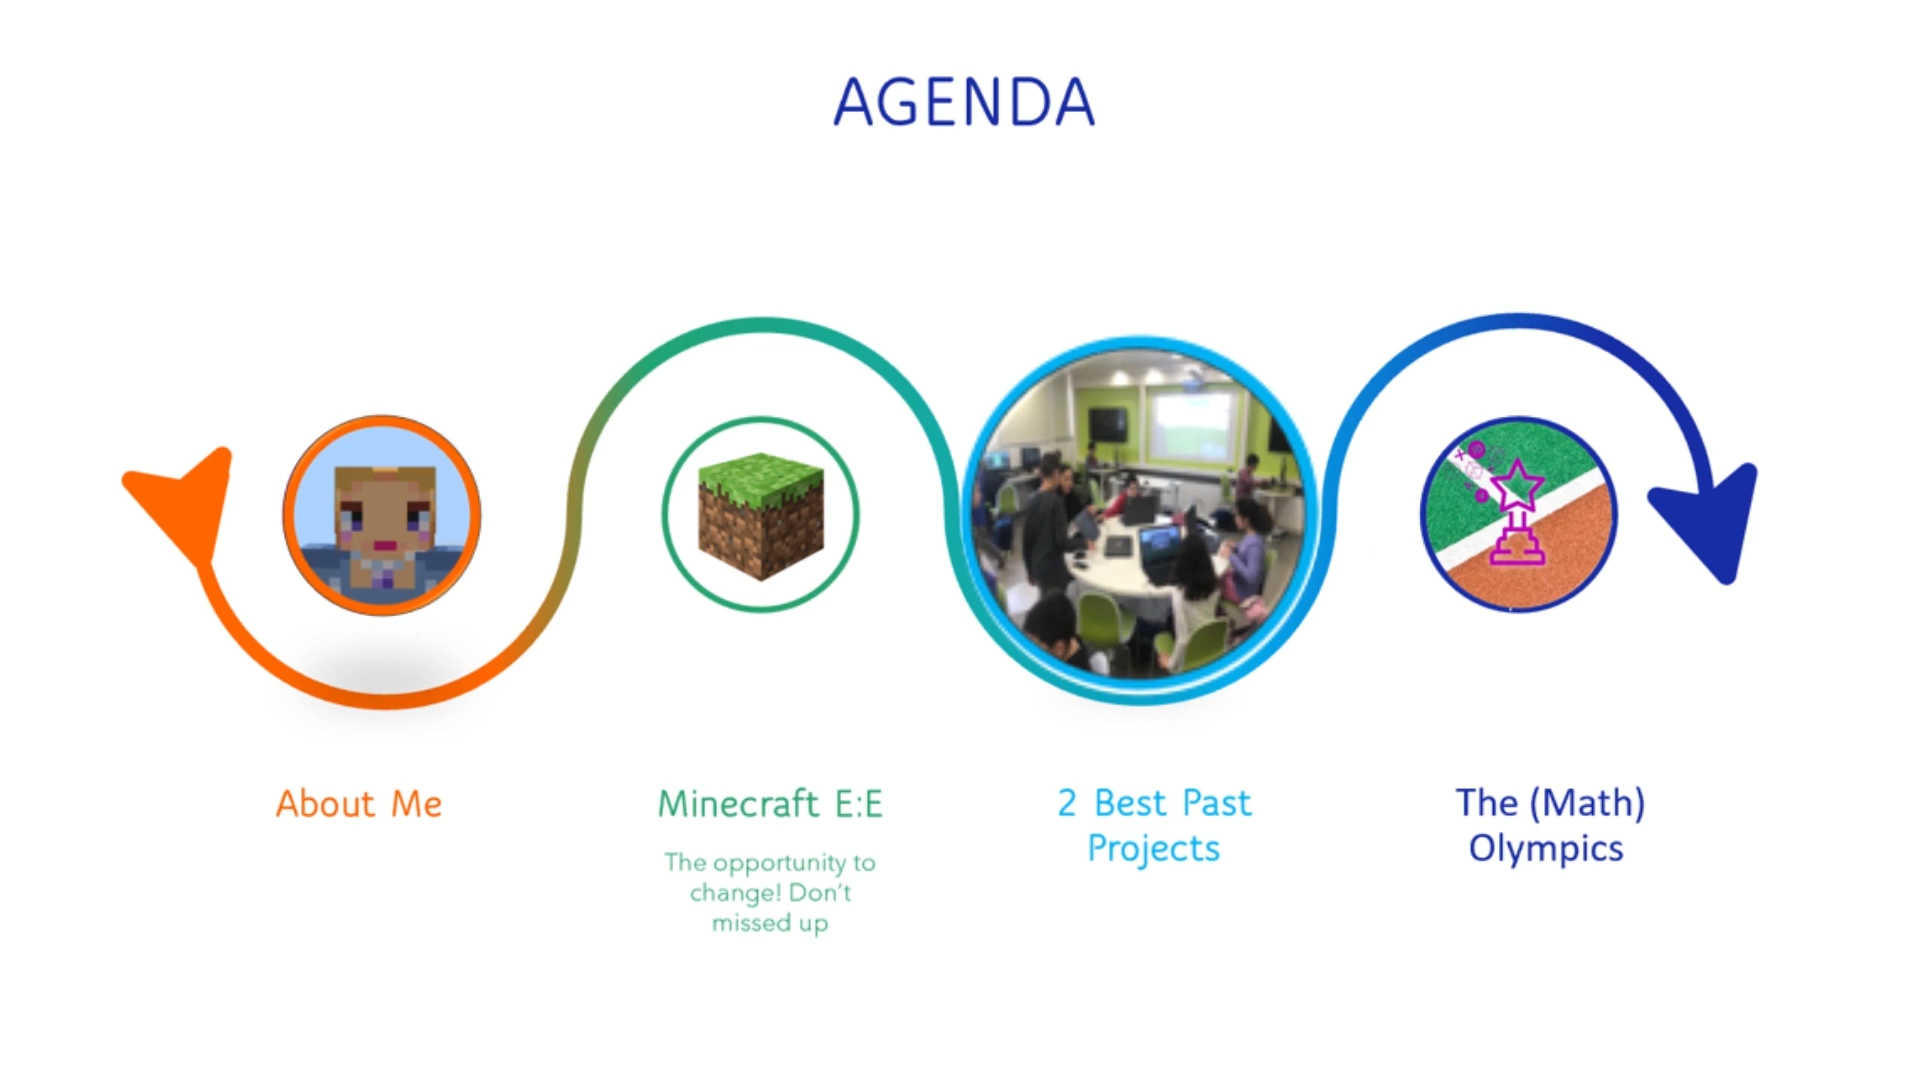 AGENDA
About Me
Minecraft E:E
The opportunity to
change! Don't
missed up
2 Best Past
Projects
The (Math)
Olympics